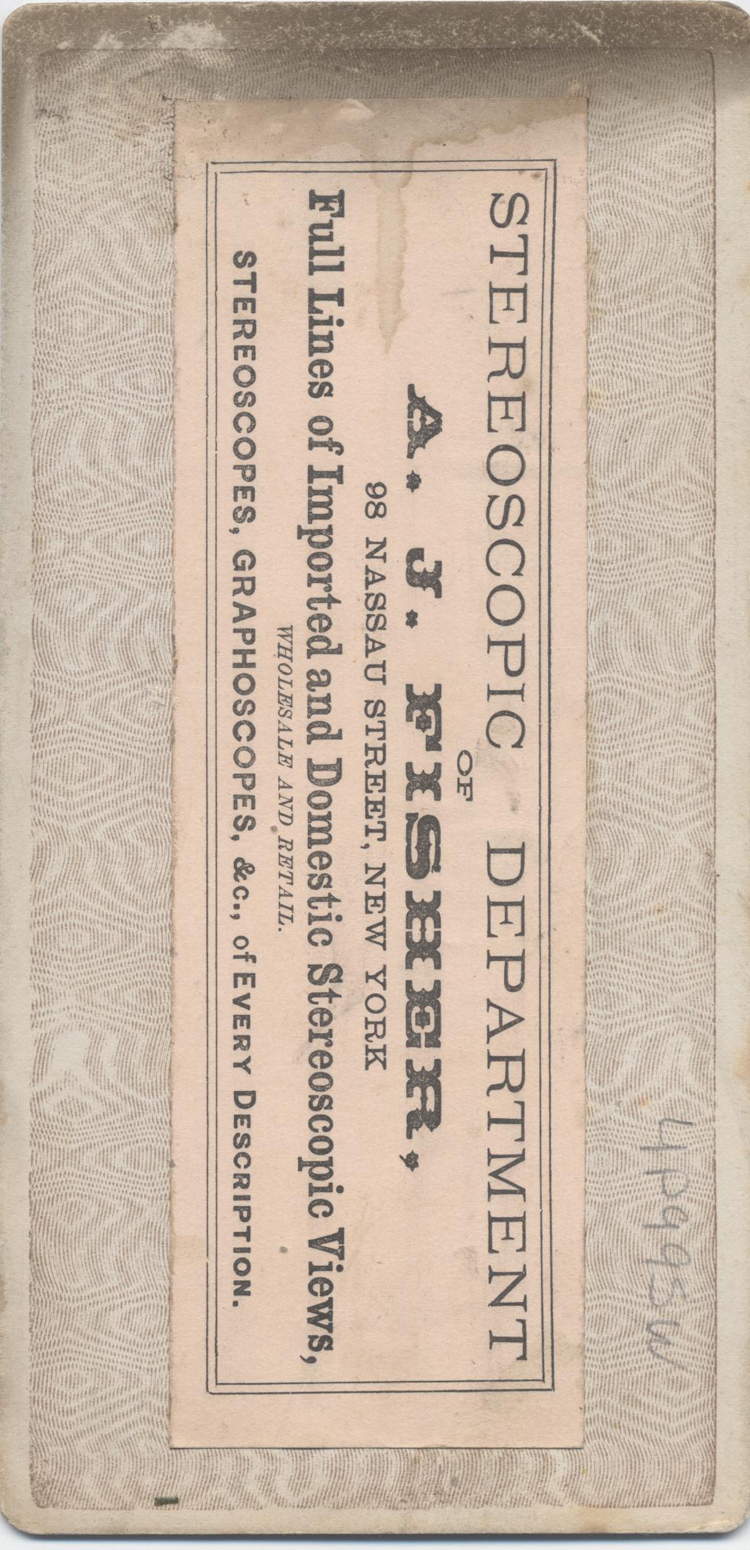 STEREOSCOPIC DEPARTMENT
OF
A. J. FISHER,
98 NASSAU STREET, NEW YORK
Full Lines of Imported and Domestic Stereoscopic Views,
WHOLESALE AND RETAIL.
STEREOSCOPES, GRAPHOSCOPES, &c., of EVERY DESCRIPTION.